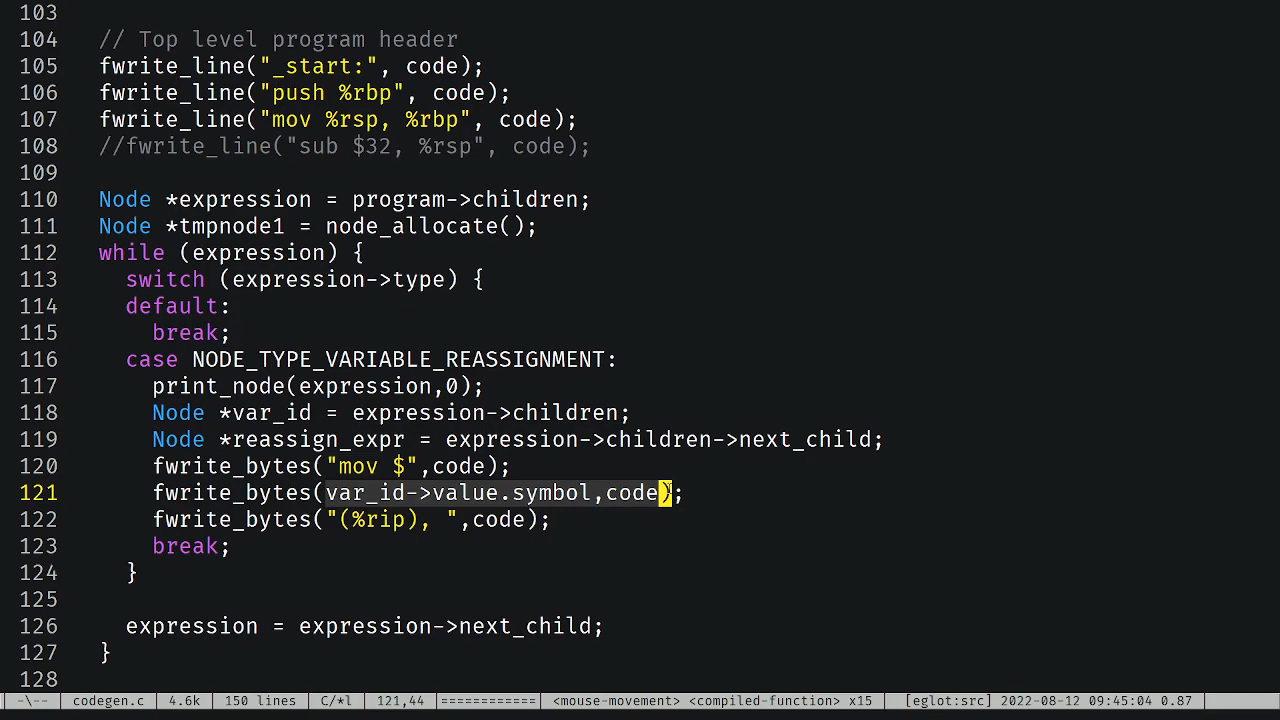 103
104 // Top level program header
105 fwrite_line("_start:", code);
106 fwrite_line("push %rbp", code);
107 fwrite_line("mov %rsp, %rbp", code);
108 //fwrite_line("sub $32, %rsp", code);
109
110 Node *expression = program->children;
111 Node *tmpnode1 = node_allocate();
112 while (expression) {
113 switch (expression->type) {
114 default:
115 break;
116 case NODE_TYPE_VARIABLE_REASSIGNMENT:
117 print_node(expression,0);
118 Node *var_id = expression->children;
119 Node *reassign_expr = expression->children->next_child;
120 fwrite_bytes("mov $",code);
121 fwrite_bytes(var_id->value.symbol,code);
122 fwrite_bytes("(%rip), ",code);
123 break;
124 }
125
126 expression = expression->next_child;
127 }
128
-\-- codegen.c 4.6k 150 lines C/*l 121,44 ============ <mouse-movement> <compiled-function> x15 [eglot:src] 2022-08-12 09:45:04 0.87